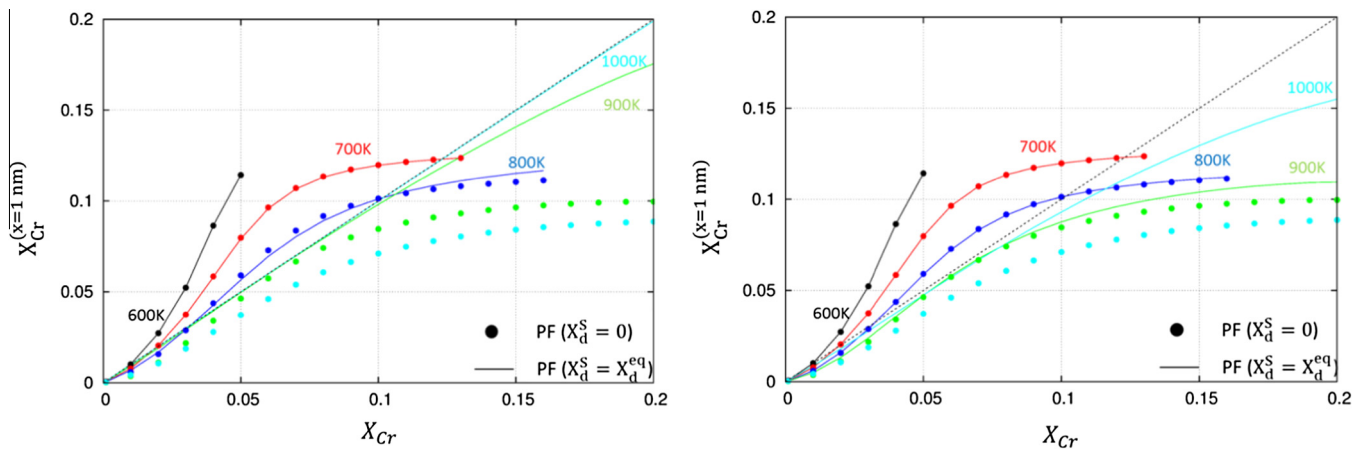 0.2
0.15
0.1
0.05
0
X_Cr^(x=1 nm)
1000K
900K
700K
800K
600K
PF (X_d^S = 0)
PF (X_d^S = X_d^eq)
0 0.05 0.1 0.15 0.2
X_Cr
0.2
0.15
0.1
0.05
0
X_Cr^(x=1 nm)
1000K
700K
800K
900K
600K
PF (X_d^S = 0)
PF (X_d^S = X_d^eq)
0 0.05 0.1 0.15 0.2
X_Cr